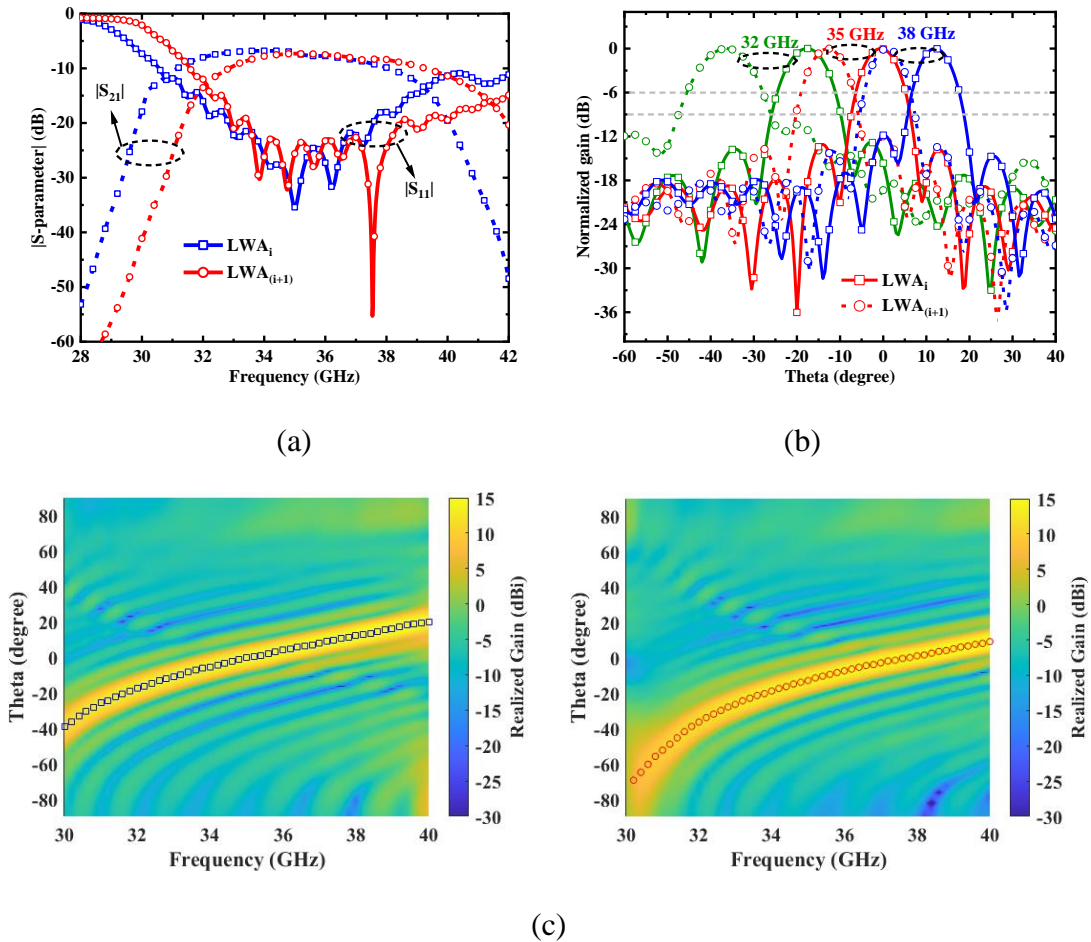 (a)
|S-parameter| (dB)
0
-10
-20
-30
-40
-50
-60
|S21|
|S11|
LWAi
LWA(i+1)
28 30 32 34 36 38 40 42
Frequency (GHz)
(a)
(b)
Normalized gain (dB)
0
-6
-12
-18
-24
-30
-36
32 GHz 35 GHz 38 GHz
LWAi
LWA(i+1)
-60 -50 -40 -30 -20 -10 0 10 20 30 40
Theta (degree)
(b)
Theta (degree)
80
60
40
20
0
-20
-40
-60
-80
30 32 34 36 38 40
Frequency (GHz)
15
10
5
0
-5
-10
-15
-20
-25
-30
Realized Gain (dBi)
Theta (degree)
80
60
40
20
0
-20
-40
-60
-80
30 32 34 36 38 40
Frequency (GHz)
15
10
5
0
-5
-10
-15
-20
-25
-30
Realized Gain (dBi)
(c)